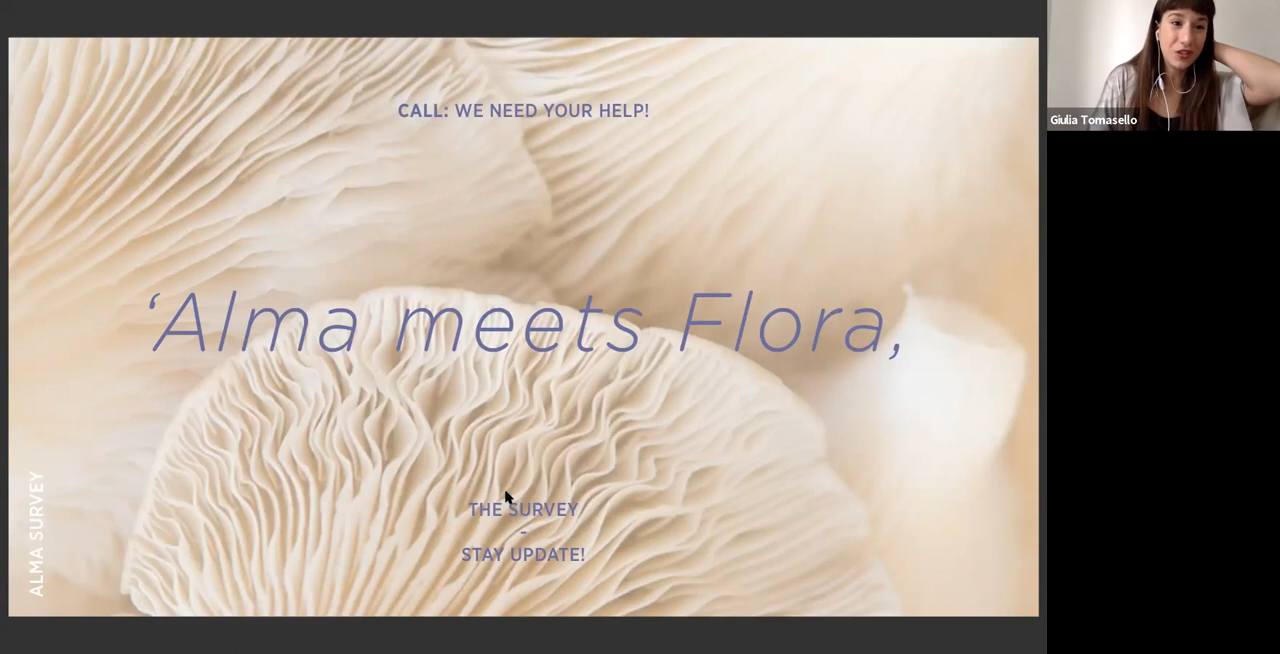 CALL: WE NEED YOUR HELP!
‘Alma meets Flora,
THE SURVEY
-
STAY UPDATE!
ALMA SURVEY
Giulia Tomasello